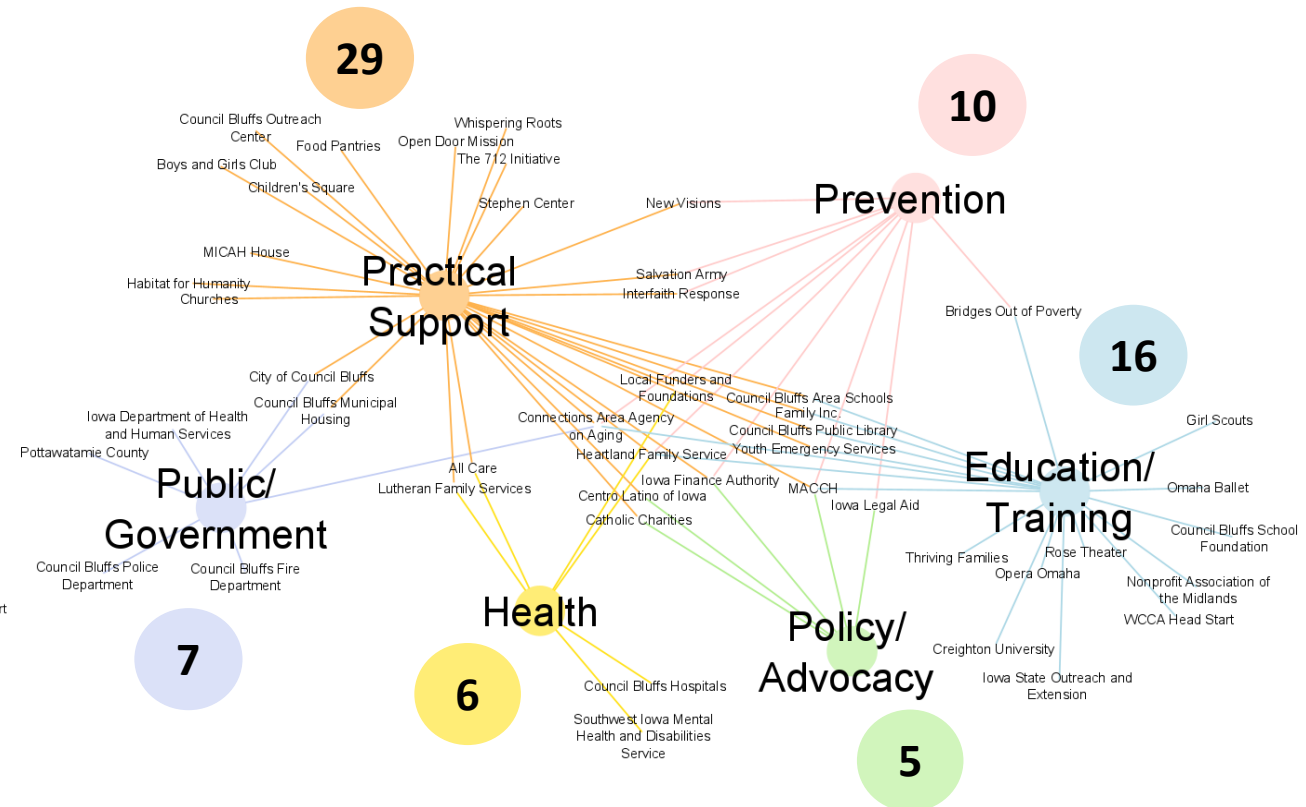 29
10
Council Bluffs Outreach
Center
Whispering Roots
Food Pantries
Open Door Mission
The 712 Initiative
Boys and Girls Club
Children's Square
Stephen Center
New Visions
Prevention
MICAH House
Practical
Support
Salvation Army
Habitat for Humanity
Interfaith Response
Churches
Bridges Out of Poverty
16
City of Council Bluffs
Local Funders and
Foundations
Council Bluffs Area Schools
Family Inc.
Council Bluffs Municipal
Housing
Iowa Department of Health
and Human Services
Connections Area Agency
on Aging
Council Bluffs Public Library
Girl Scouts
Pottawatamie County
Heartland Family Service
Youth Emergency Services
All Care
Lutheran Family Services
Iowa Finance Authority
Centro Latino of Iowa
MACCH
Iowa Legal Aid
Catholic Charities
Public/
Government
Education/
Training
Omaha Ballet
Council Bluffs School
Foundation
Thriving Families
Rose Theater
Opera Omaha
Council Bluffs Police
Department
Council Bluffs Fire
Department
Nonprofit Association of
the Midlands
WCCA Head Start
rt
Health
Policy/
Advocacy
Creighton University
7
6
Council Bluffs Hospitals
Iowa State Outreach and
Extension
Southwest Iowa Mental
Health and Disabilities
Service
5